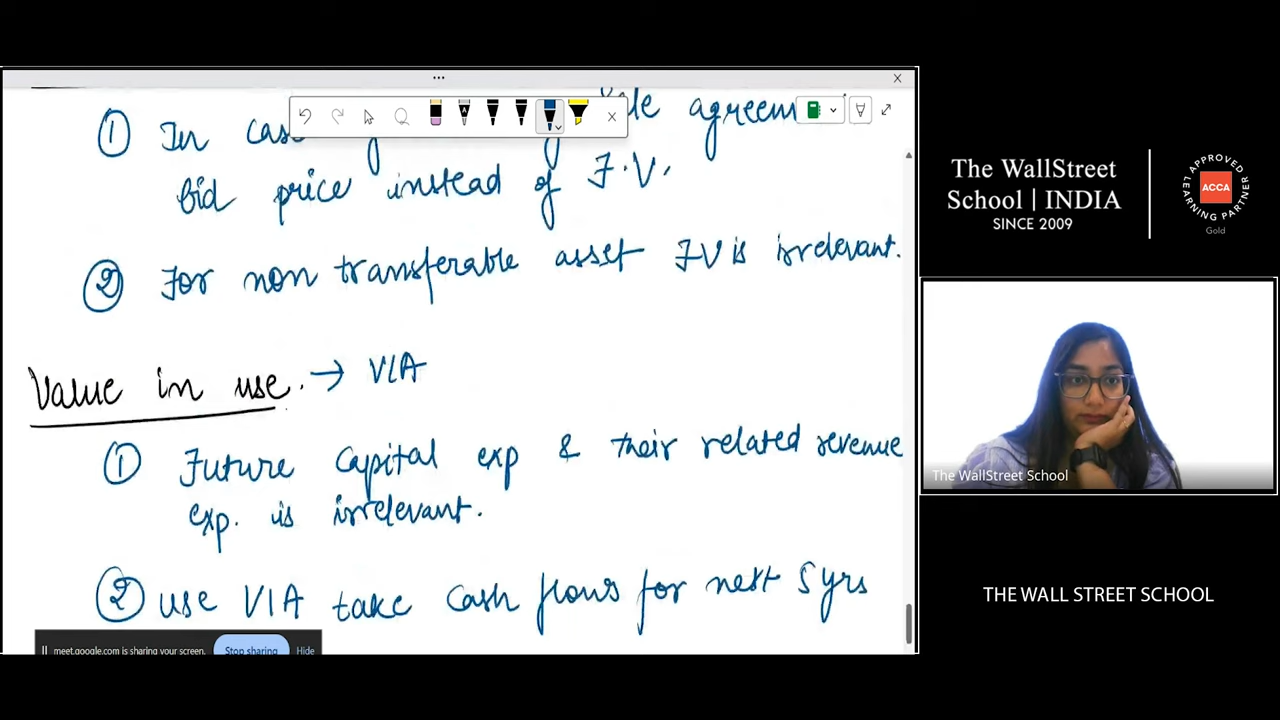 ① In case agreem
bid price instead of F.V.
② For non transferable asset FV is irrelevant.
Value in use. → VIA
① Future Capital exp & their related revenue
exp. is irrelevant.
② use VIA take Cash flows for next 5 yrs
meet.google.com is sharing your screen. Stop sharing Hide
The WallStreet
School | INDIA
SINCE 2009
APPROVED
LEARNING PARTNER
ACCA
Gold
The WallStreet School
THE WALL STREET SCHOOL